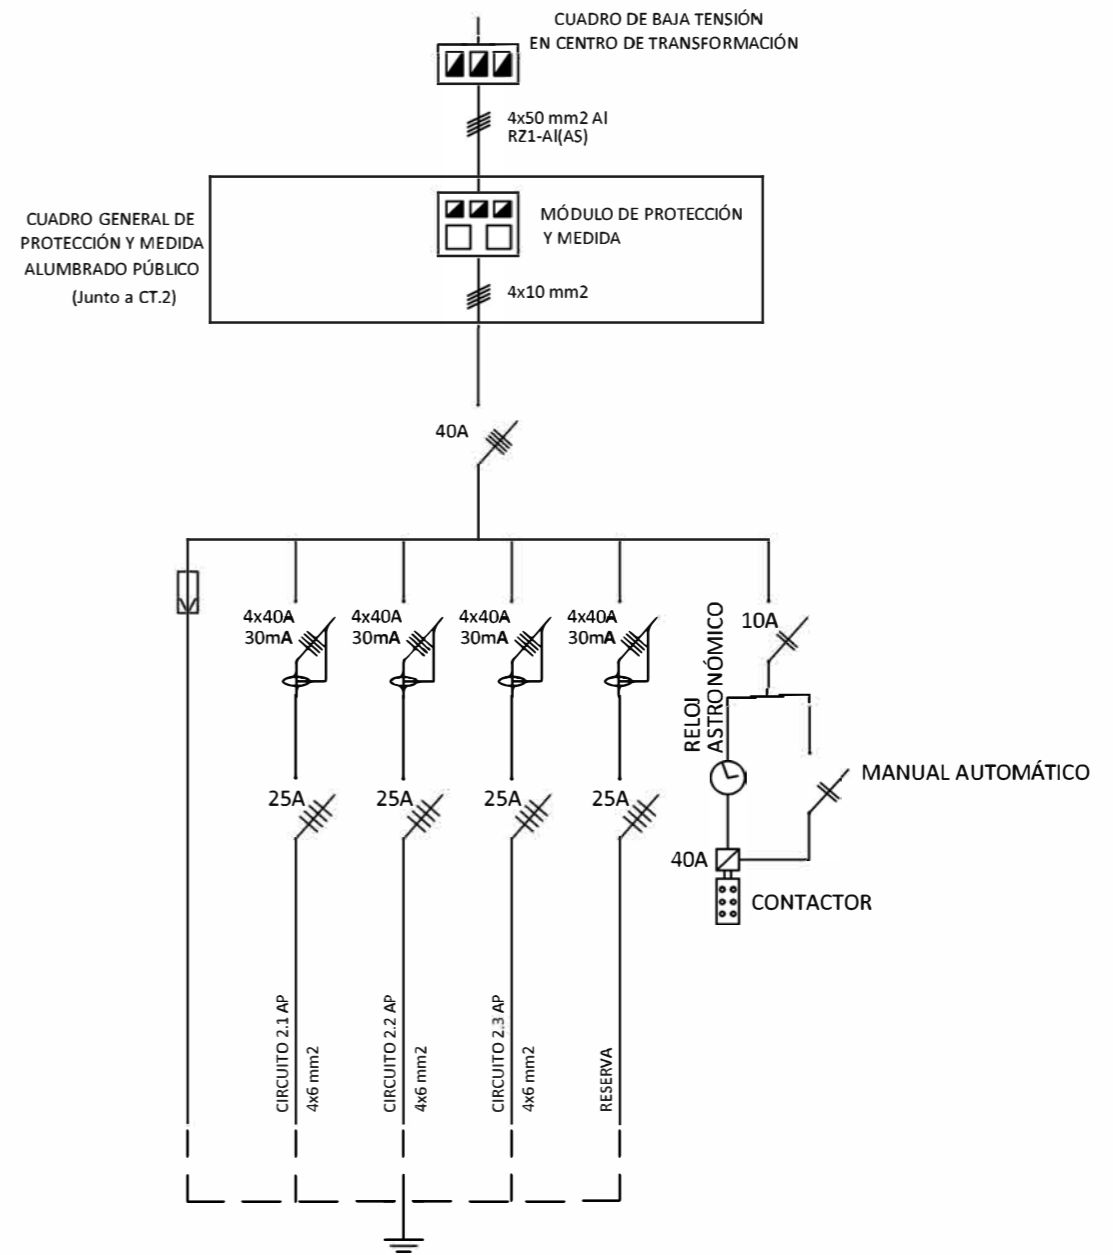 CUADRO DE BAJA TENSIÓN
EN CENTRO DE TRANSFORMACIÓN
4x50 mm2 Al
RZ1-Al(AS)
CUADRO GENERAL DE
PROTECCIÓN Y MEDIDA
ALUMBRADO PÚBLICO
(Junto a CT.2)
MÓDULO DE PROTECCIÓN
Y MEDIDA
4x10 mm2
40A
4x40A
30mA
4x40A
30mA
4x40A
30mA
4x40A
30mA
10A
RELOJ
ASTRONÓMICO
MANUAL AUTOMÁTICO
25A
25A
25A
25A
40A
CONTACTOR
CIRCUITO 2.1 AP
4x6 mm2
CIRCUITO 2.2 AP
4x6 mm2
CIRCUITO 2.3 AP
4x6 mm2
RESERVA